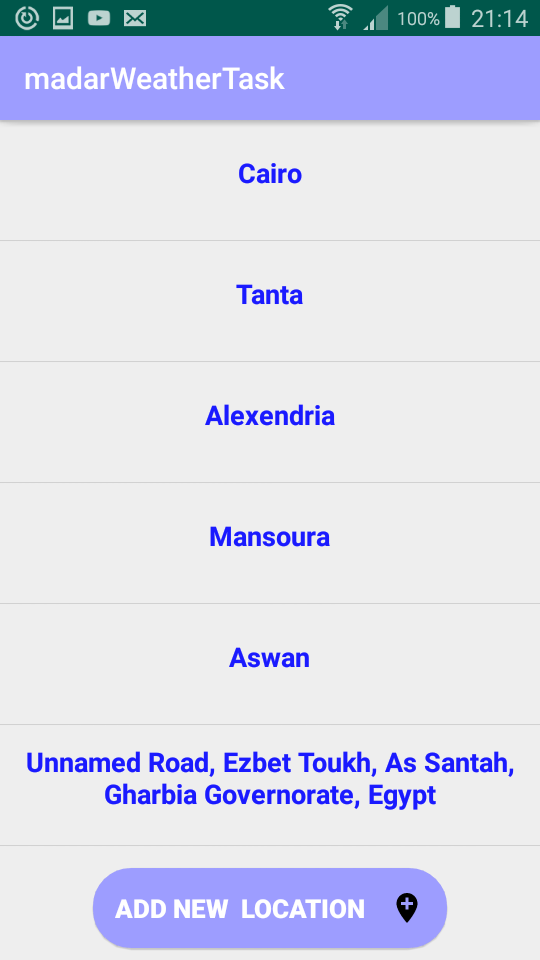 100% 21:14
madarWeatherTask
Cairo
Tanta
Alexendria
Mansoura
Aswan
Unnamed Road, Ezbet Toukh, As Santah,
Gharbia Governorate, Egypt
ADD NEW LOCATION